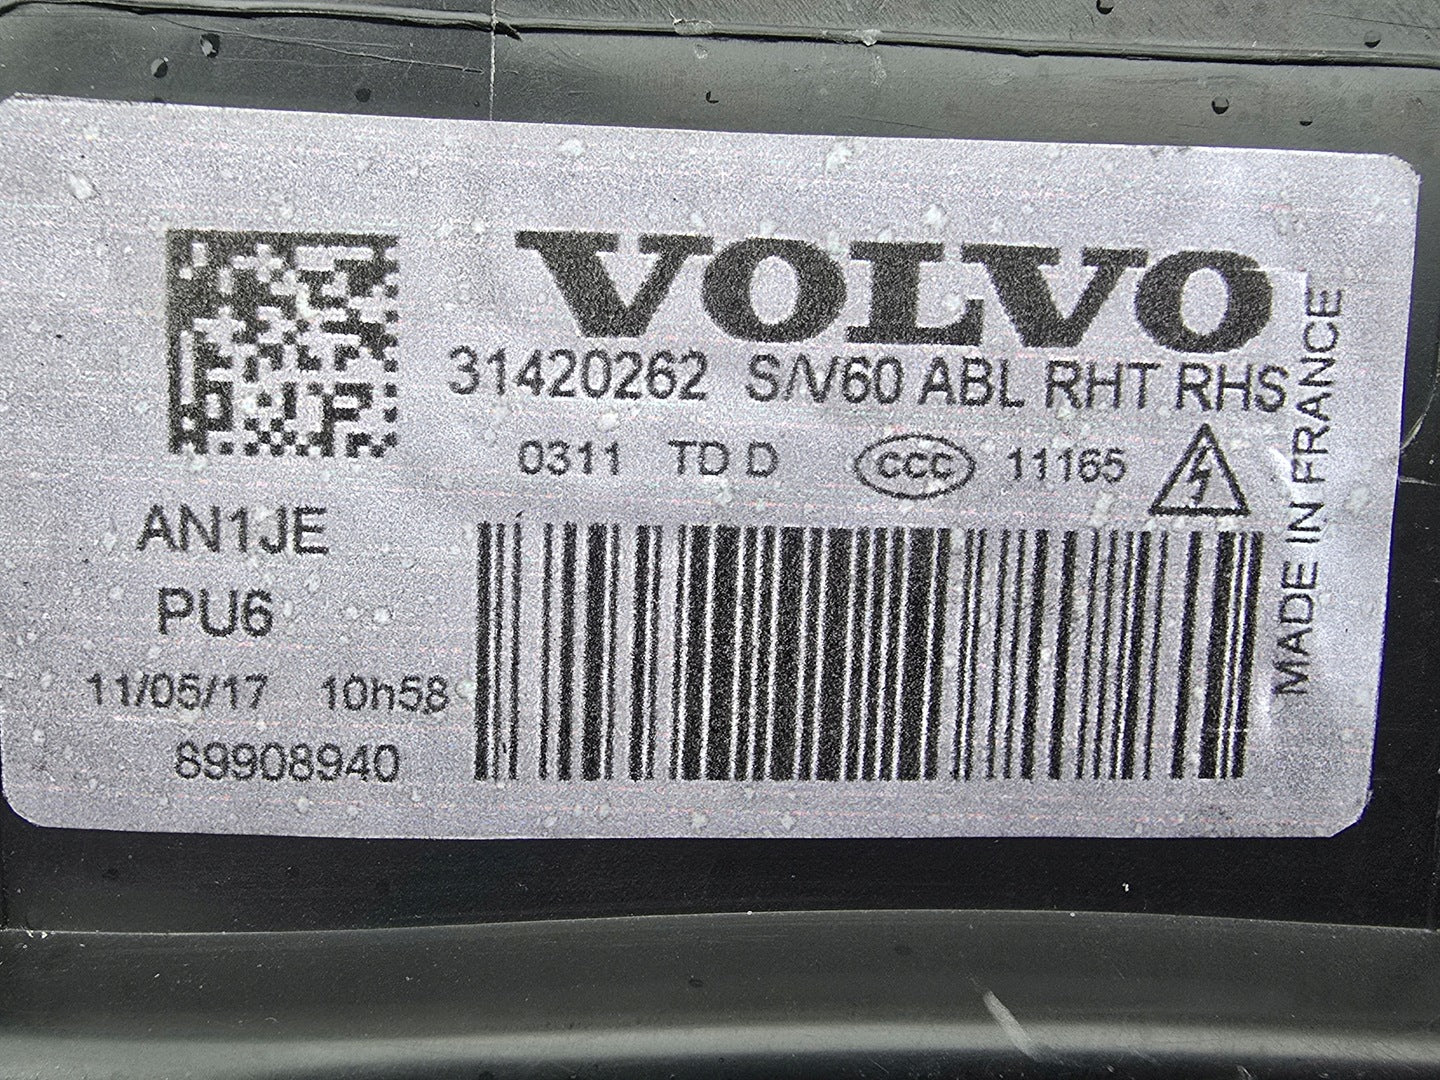 VOLVO
31420262 S/V60 ABL RHT RHS
0311 TD D CCC 11165
AN1JE
PU6
11/05/17 10h58
89908940
MADE IN FRANCE